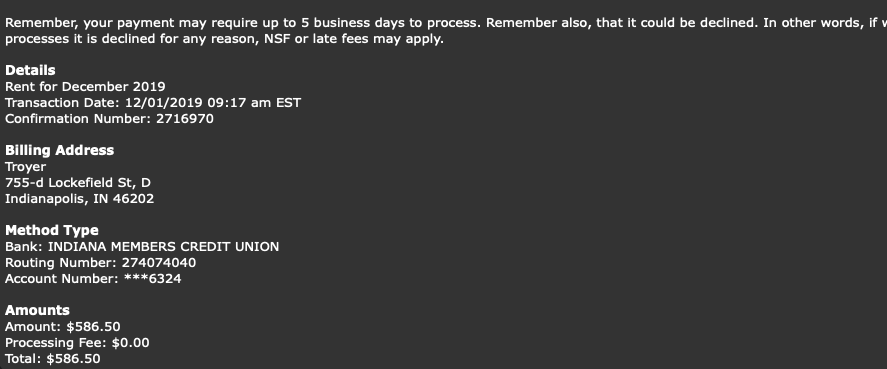 Remember, your payment may require up to 5 business days to process. Remember also, that it could be declined. In other words, if
processes it is declined for any reason, NSF or late fees may apply.
Details
Rent for December 2019
Transaction Date: 12/01/2019 09:17 am EST
Confirmation Number: 2716970
Billing Address
Troyer
755-d Lockefield St, D
Indianapolis, IN 46202
Method Type
Bank: INDIANA MEMBERS CREDIT UNION
Routing Number: 274074040
Account Number: ***6324
Amounts
Amount: $586.50
Processing Fee: $0.00
Total: $586.50